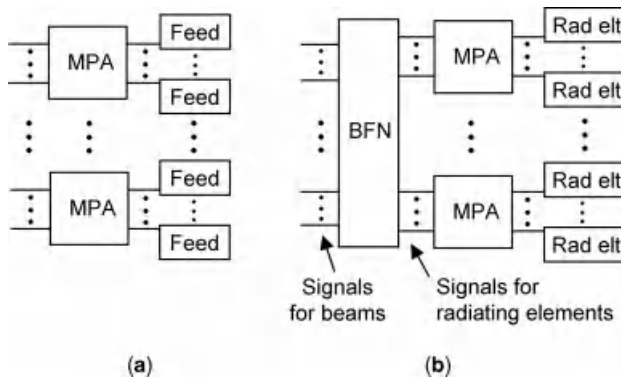 Feed
MPA
Feed
Feed
MPA
Feed
(a)
Rad elt
MPA
Rad elt
BFN
Rad elt
MPA
Rad elt
Signals
for beams
Signals for
radiating elements
(b)